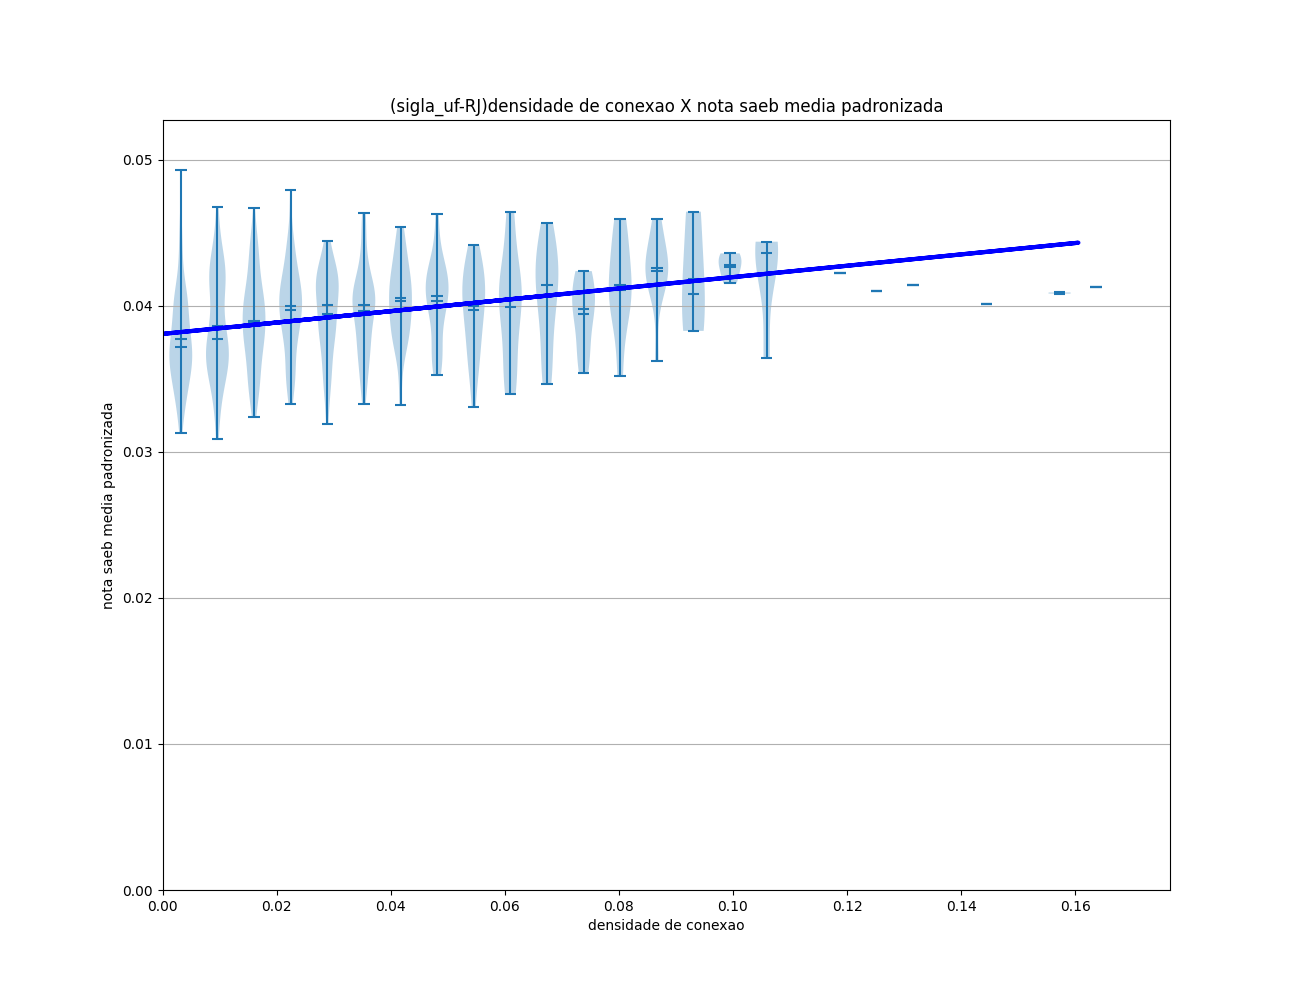 (sigla_uf-RJ)densidade de conexao X nota saeb media padronizada
nota saeb media padronizada
0.05
0.04
0.03
0.02
0.01
0.00
0.00 0.02 0.04 0.06 0.08 0.10 0.12 0.14 0.16
densidade de conexao